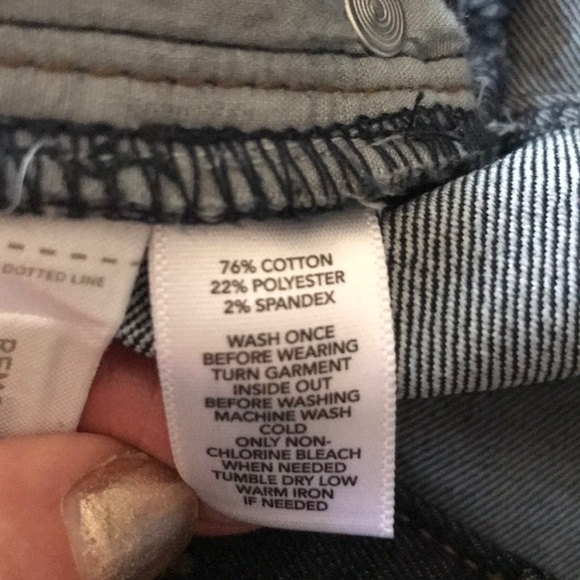 DOTTED LINE
76% COTTON
22% POLYESTER
2% SPANDEX
WASH ONCE
BEFORE WEARING
TURN GARMENT
INSIDE OUT
BEFORE WASHING
MACHINE WASH
COLD
ONLY NON-
CHLORINE BLEACH
WHEN NEEDED
TUMBLE DRY LOW
WARM IRON
IF NEEDED